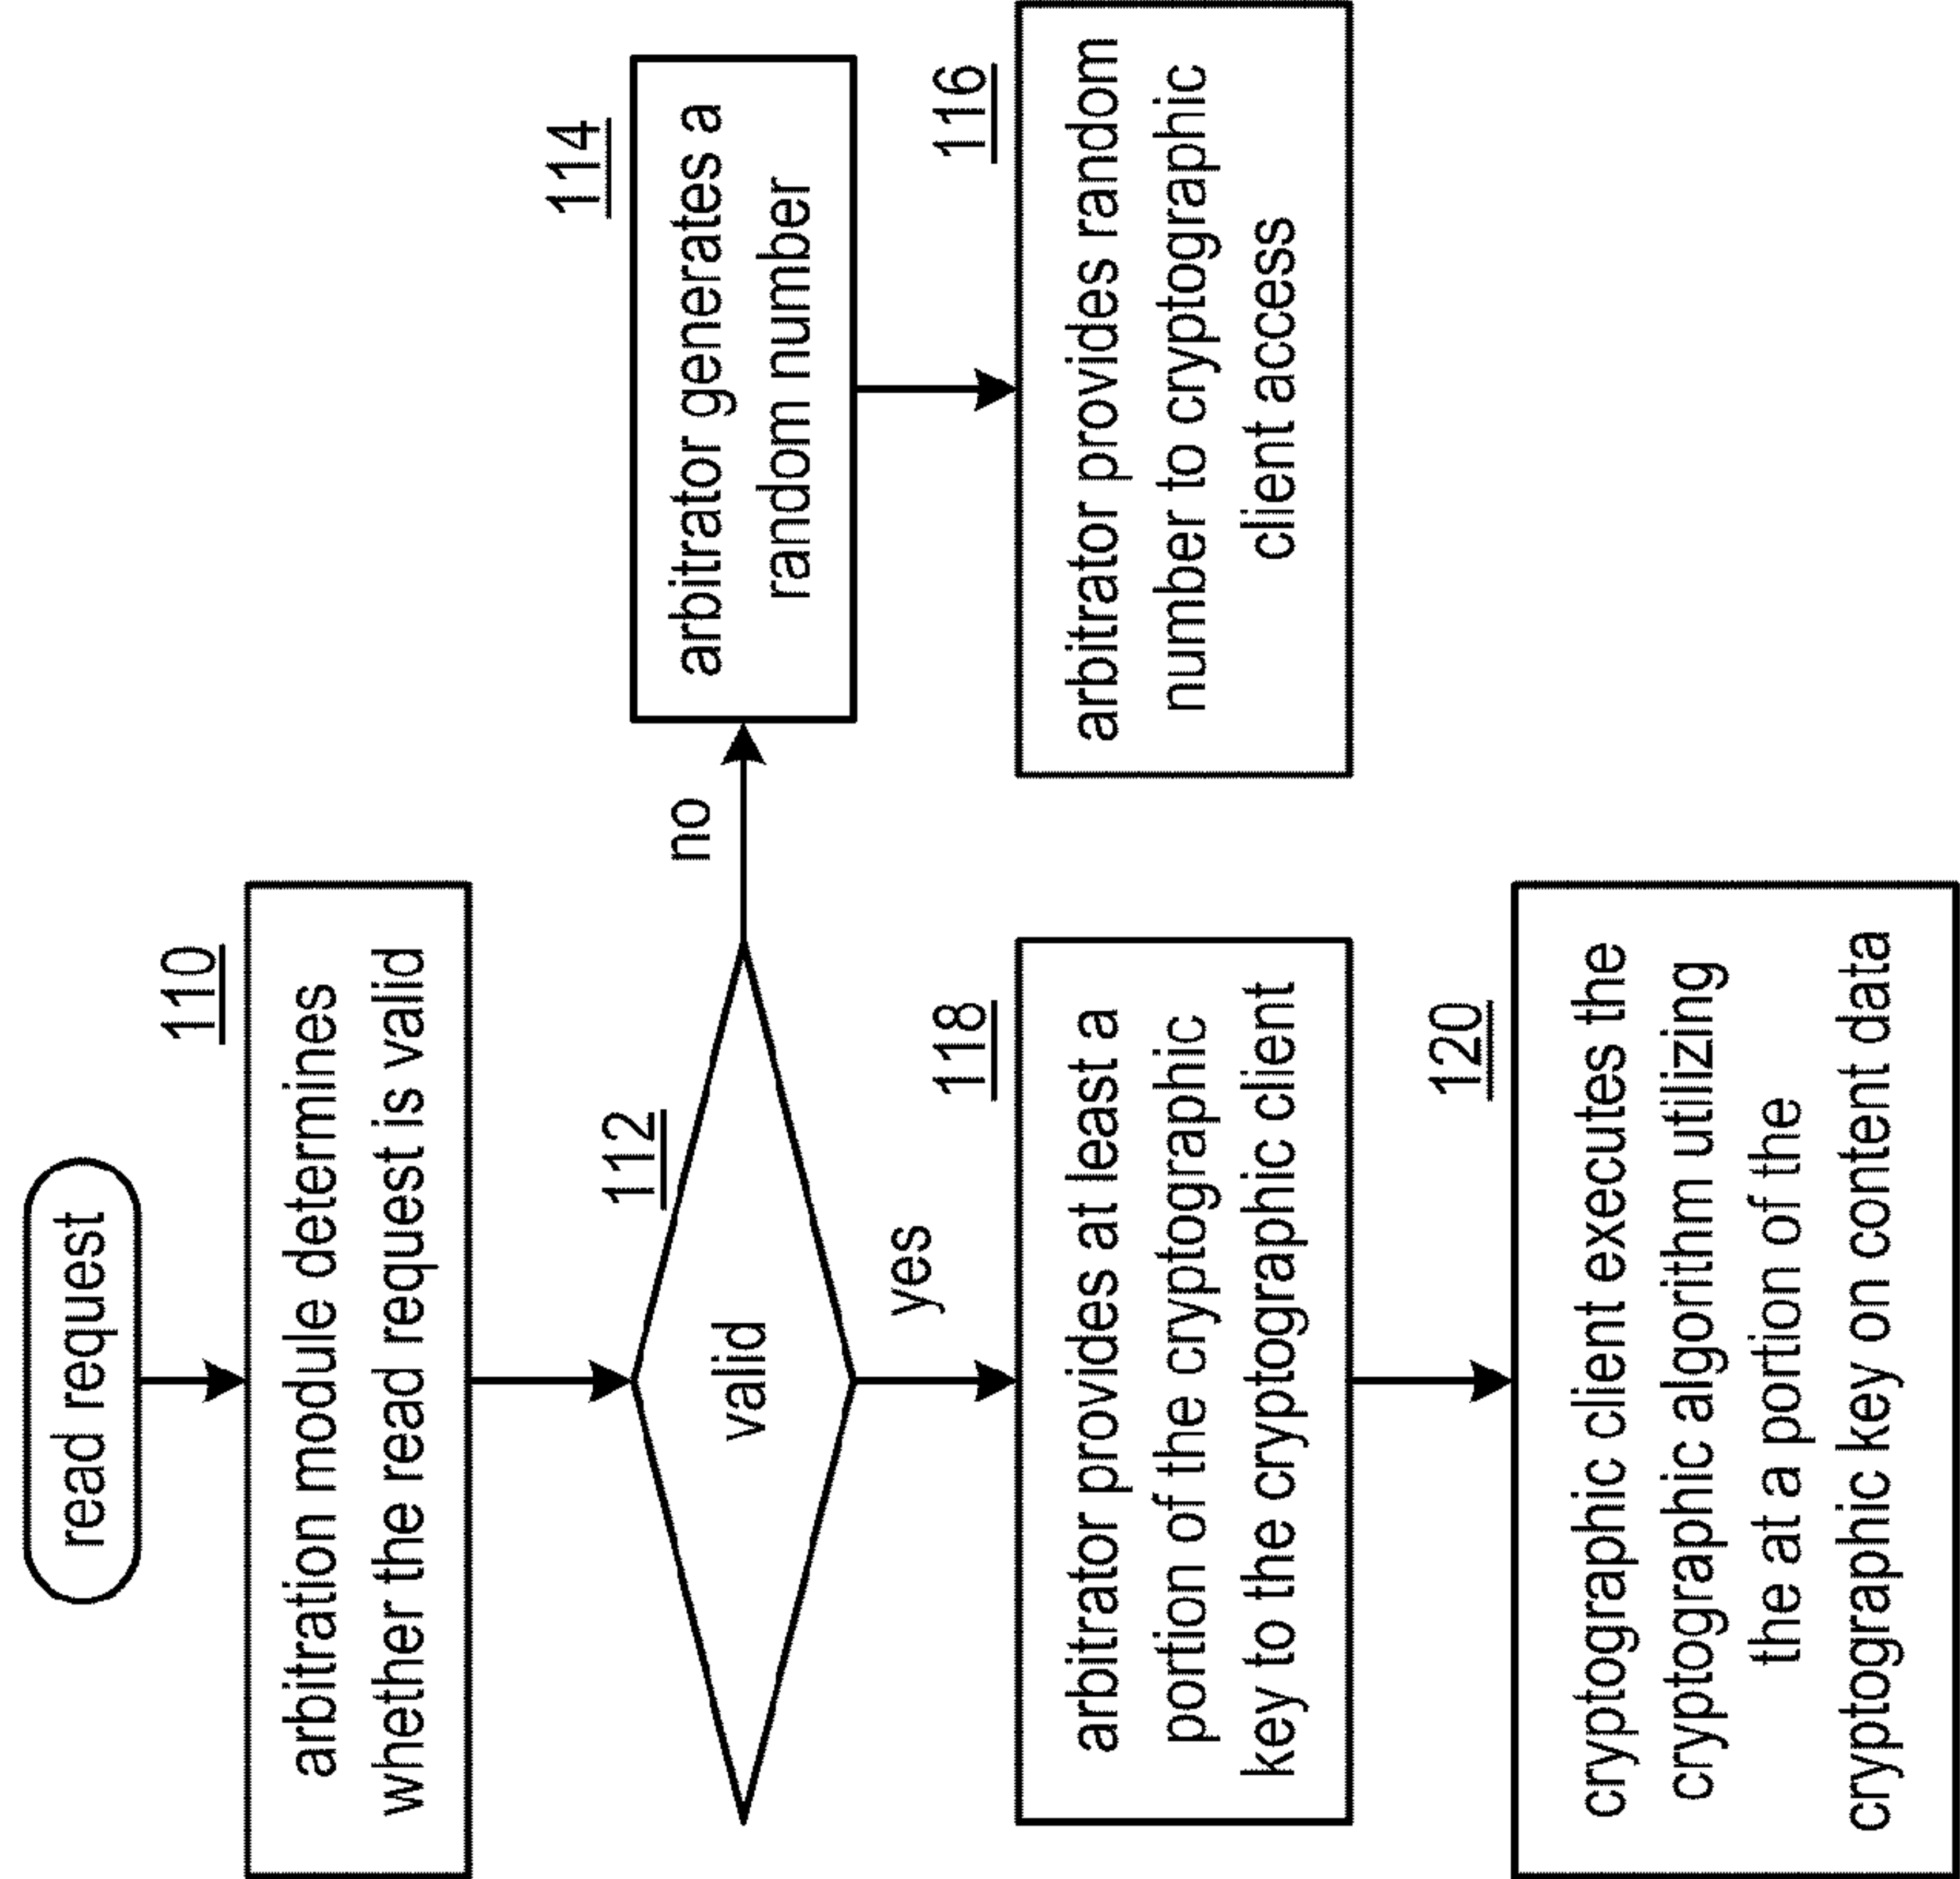 read request
110
arbitration module determines
whether the read request is valid
112
valid
no
114
arbitrator generates a
random number
116
arbitrator provides random
number to cryptographic
client access
yes
118
arbitrator provides at least a
portion of the cryptographic
key to the cryptographic client
120
cryptographic client executes the
cryptographic algorithm utilizing
the at a portion of the
cryptographic key on content data